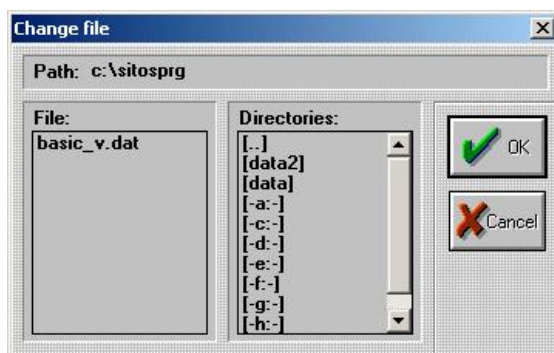 Change file
Path: c:\sitosprg
File:
basic_v.dat
Directories:
[..]
[data2]
[data]
[-a:-]
[-c:-]
[-d:-]
[-e:-]
[-f:-]
[-g:-]
[-h:-]
OK
Cancel